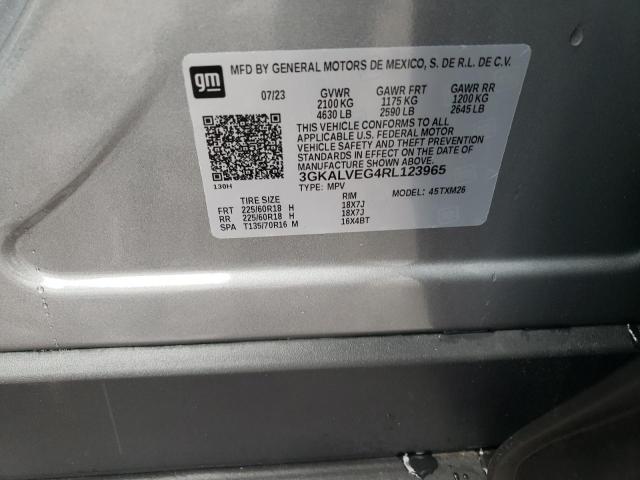 gm
MFD BY GENERAL MOTORS DE MEXICO, S. DE R.L. DE C.V.
07/23 GVWR GAWR FRT GAWR RR
2100 KG 1175 KG 1200 KG
4630 LB 2590 LB 2645 LB
THIS VEHICLE CONFORMS TO ALL
APPLICABLE U.S. FEDERAL MOTOR
VEHICLE SAFETY AND THEFT PREVENTION
STANDARDS IN EFFECT ON THE DATE OF
MANUFACTURE SHOWN ABOVE.
3GKALVEG4RL123965
TYPE: MPV MODEL: 45TXM26
130H
TIRE SIZE RIM
FRT 225/60R18 H 18X7J
RR 225/60R18 H 18X7J
SPA T135/70R16 M 16X4BT